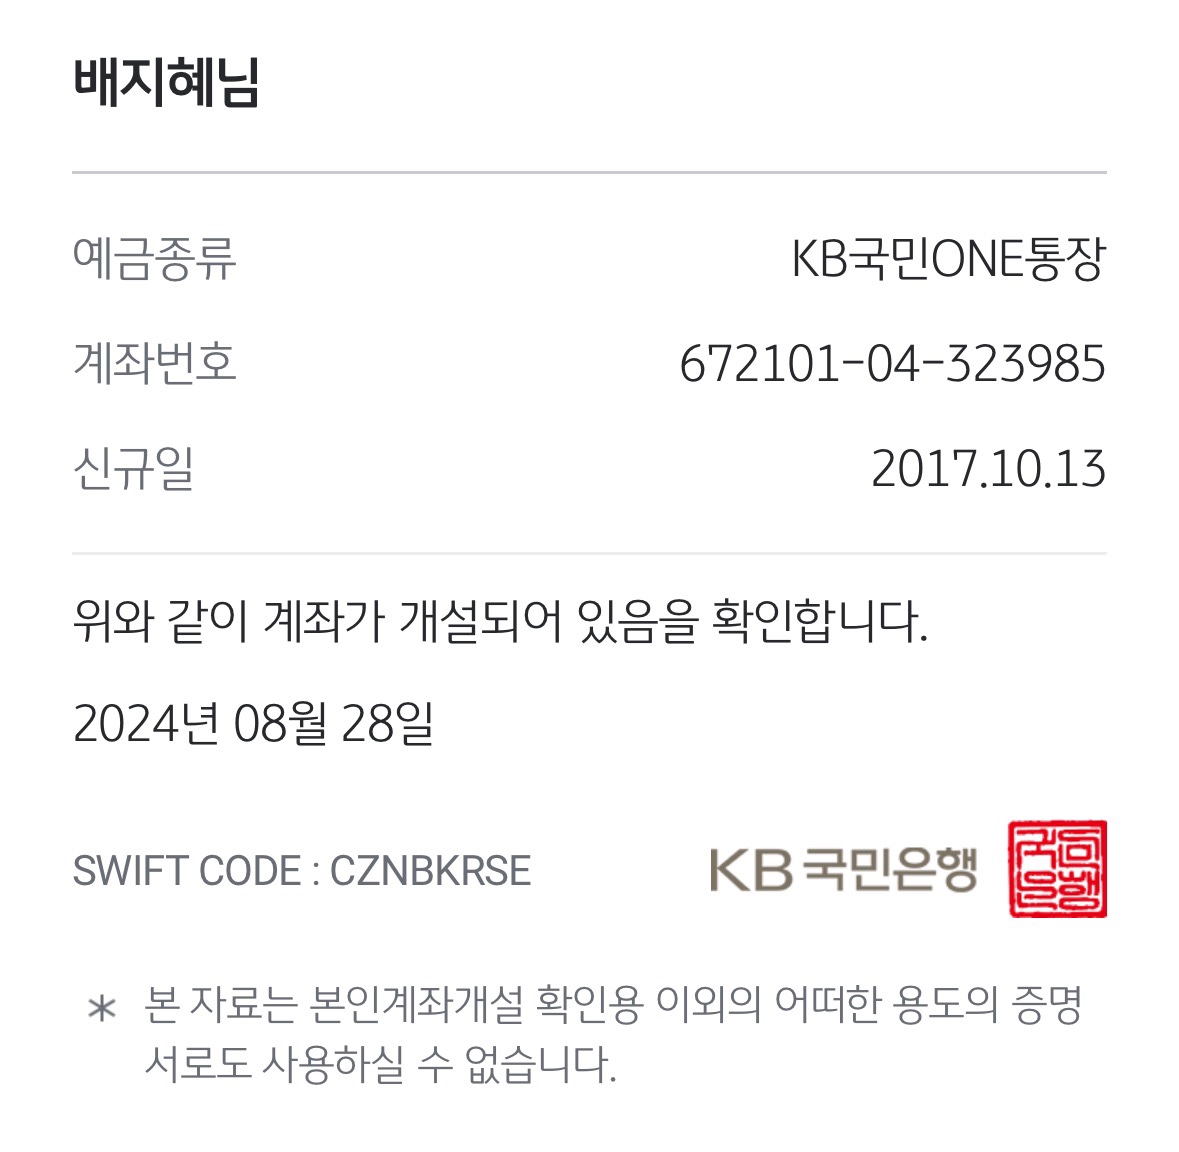 배지혜님
예금종류 KB국민ONE통장
계좌번호 672101-04-323985
신규일 2017.10.13
위와 같이 계좌가 개설되어 있음을 확인합니다.
2024년 08월 28일
SWIFT CODE : CZNBKRSE KB국민은행 국민은행
* 본 자료는 본인계좌개설 확인용 이외의 어떠한 용도의 증명
서로도 사용하실 수 없습니다.